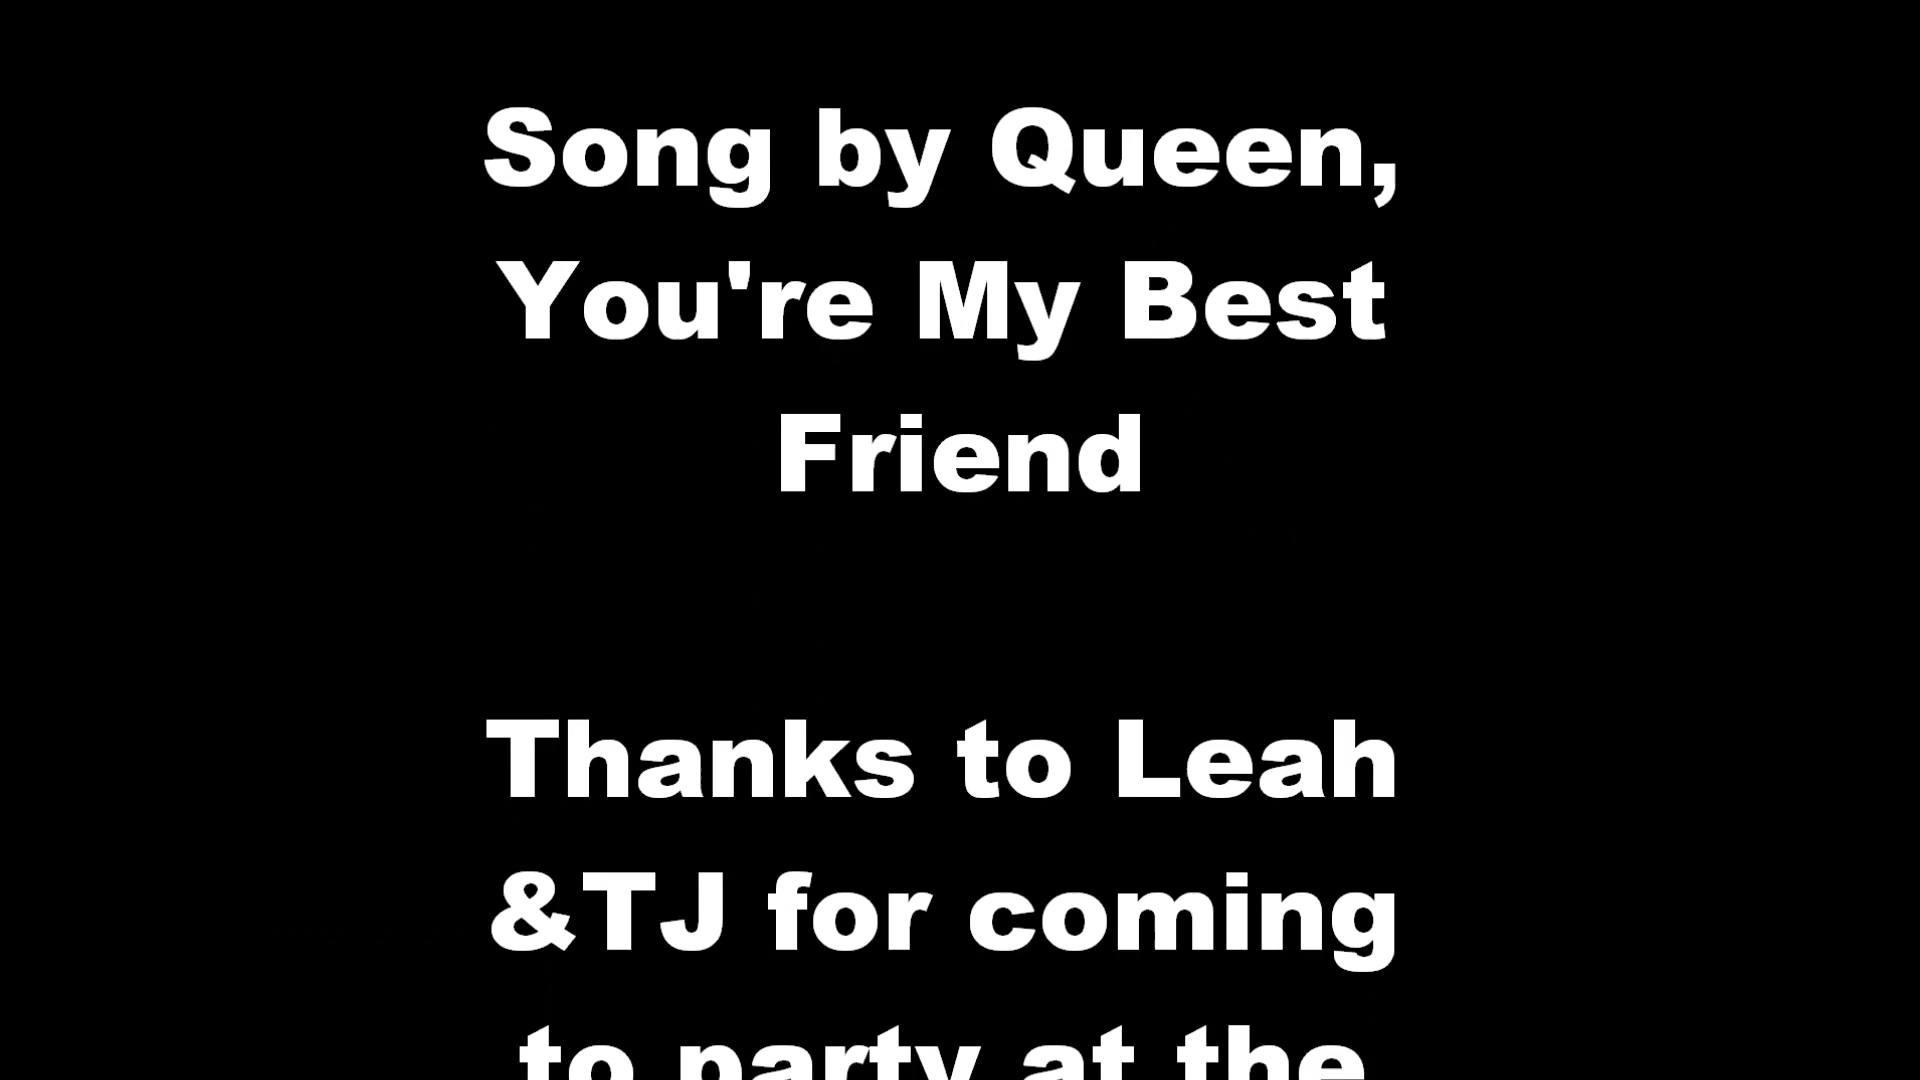 Song by Queen,
You're My Best
Friend
Thanks to Leah
&TJ for coming
to party at the